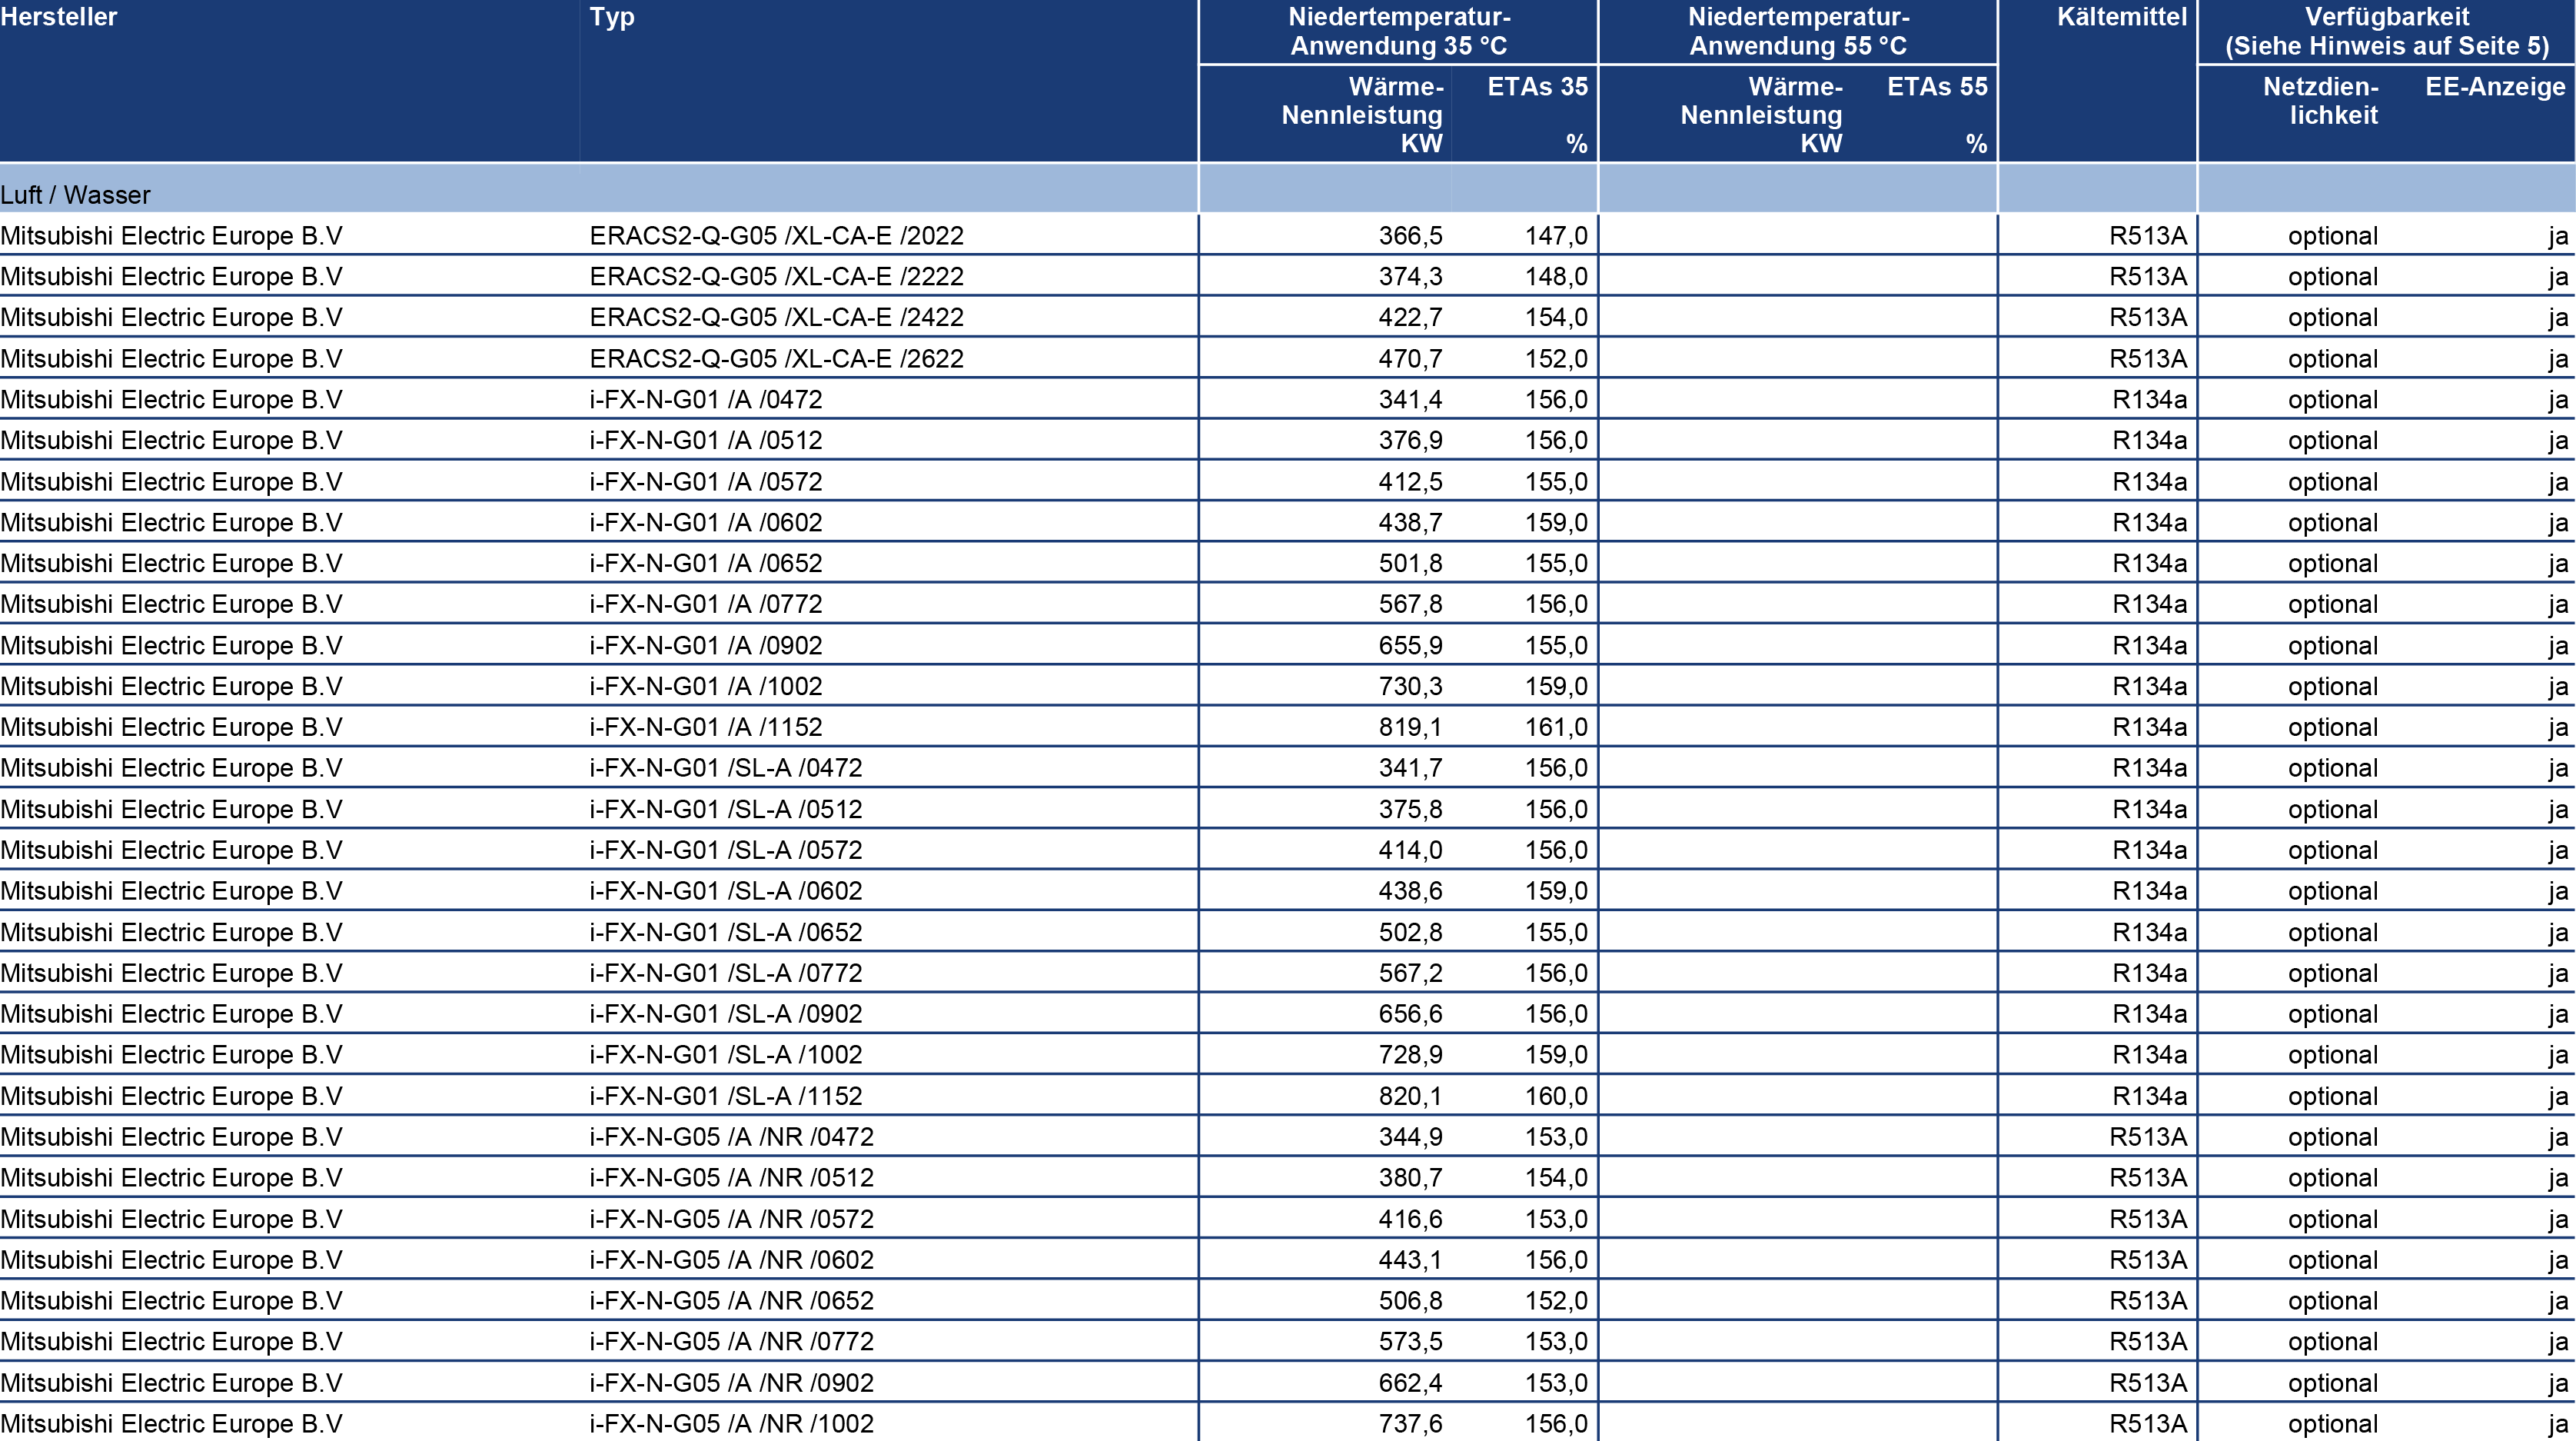 Hersteller Typ Niedertemperatur- Niedertemperatur- Kältemittel Verfügbarkeit
Anwendung 35 °C Anwendung 55 °C (Siehe Hinweis auf Seite 5)
Wärme- ETAs 35 Wärme- ETAs 55 Netzdien- EE-Anzeige
Nennleistung Nennleistung lichkeit
KW % KW %
Luft / Wasser
Mitsubishi Electric Europe B.V ERACS2-Q-G05 /XL-CA-E /2022 366,5 147,0 R513A optional ja
Mitsubishi Electric Europe B.V ERACS2-Q-G05 /XL-CA-E /2222 374,3 148,0 R513A optional ja
Mitsubishi Electric Europe B.V ERACS2-Q-G05 /XL-CA-E /2422 422,7 154,0 R513A optional ja
Mitsubishi Electric Europe B.V ERACS2-Q-G05 /XL-CA-E /2622 470,7 152,0 R513A optional ja
Mitsubishi Electric Europe B.V i-FX-N-G01 /A /0472 341,4 156,0 R134a optional ja
Mitsubishi Electric Europe B.V i-FX-N-G01 /A /0512 376,9 156,0 R134a optional ja
Mitsubishi Electric Europe B.V i-FX-N-G01 /A /0572 412,5 155,0 R134a optional ja
Mitsubishi Electric Europe B.V i-FX-N-G01 /A /0602 438,7 159,0 R134a optional ja
Mitsubishi Electric Europe B.V i-FX-N-G01 /A /0652 501,8 155,0 R134a optional ja
Mitsubishi Electric Europe B.V i-FX-N-G01 /A /0772 567,8 156,0 R134a optional ja
Mitsubishi Electric Europe B.V i-FX-N-G01 /A /0902 655,9 155,0 R134a optional ja
Mitsubishi Electric Europe B.V i-FX-N-G01 /A /1002 730,3 159,0 R134a optional ja
Mitsubishi Electric Europe B.V i-FX-N-G01 /A /1152 819,1 161,0 R134a optional ja
Mitsubishi Electric Europe B.V i-FX-N-G01 /SL-A /0472 341,7 156,0 R134a optional ja
Mitsubishi Electric Europe B.V i-FX-N-G01 /SL-A /0512 375,8 156,0 R134a optional ja
Mitsubishi Electric Europe B.V i-FX-N-G01 /SL-A /0572 414,0 156,0 R134a optional ja
Mitsubishi Electric Europe B.V i-FX-N-G01 /SL-A /0602 438,6 159,0 R134a optional ja
Mitsubishi Electric Europe B.V i-FX-N-G01 /SL-A /0652 502,8 155,0 R134a optional ja
Mitsubishi Electric Europe B.V i-FX-N-G01 /SL-A /0772 567,2 156,0 R134a optional ja
Mitsubishi Electric Europe B.V i-FX-N-G01 /SL-A /0902 656,6 156,0 R134a optional ja
Mitsubishi Electric Europe B.V i-FX-N-G01 /SL-A /1002 728,9 159,0 R134a optional ja
Mitsubishi Electric Europe B.V i-FX-N-G01 /SL-A /1152 820,1 160,0 R134a optional ja
Mitsubishi Electric Europe B.V i-FX-N-G05 /A /NR /0472 344,9 153,0 R513A optional ja
Mitsubishi Electric Europe B.V i-FX-N-G05 /A /NR /0512 380,7 154,0 R513A optional ja
Mitsubishi Electric Europe B.V i-FX-N-G05 /A /NR /0572 416,6 153,0 R513A optional ja
Mitsubishi Electric Europe B.V i-FX-N-G05 /A /NR /0602 443,1 156,0 R513A optional ja
Mitsubishi Electric Europe B.V i-FX-N-G05 /A /NR /0652 506,8 152,0 R513A optional ja
Mitsubishi Electric Europe B.V i-FX-N-G05 /A /NR /0772 573,5 153,0 R513A optional ja
Mitsubishi Electric Europe B.V i-FX-N-G05 /A /NR /0902 662,4 153,0 R513A optional ja
Mitsubishi Electric Europe B.V i-FX-N-G05 /A /NR /1002 737,6 156,0 R513A optional ja